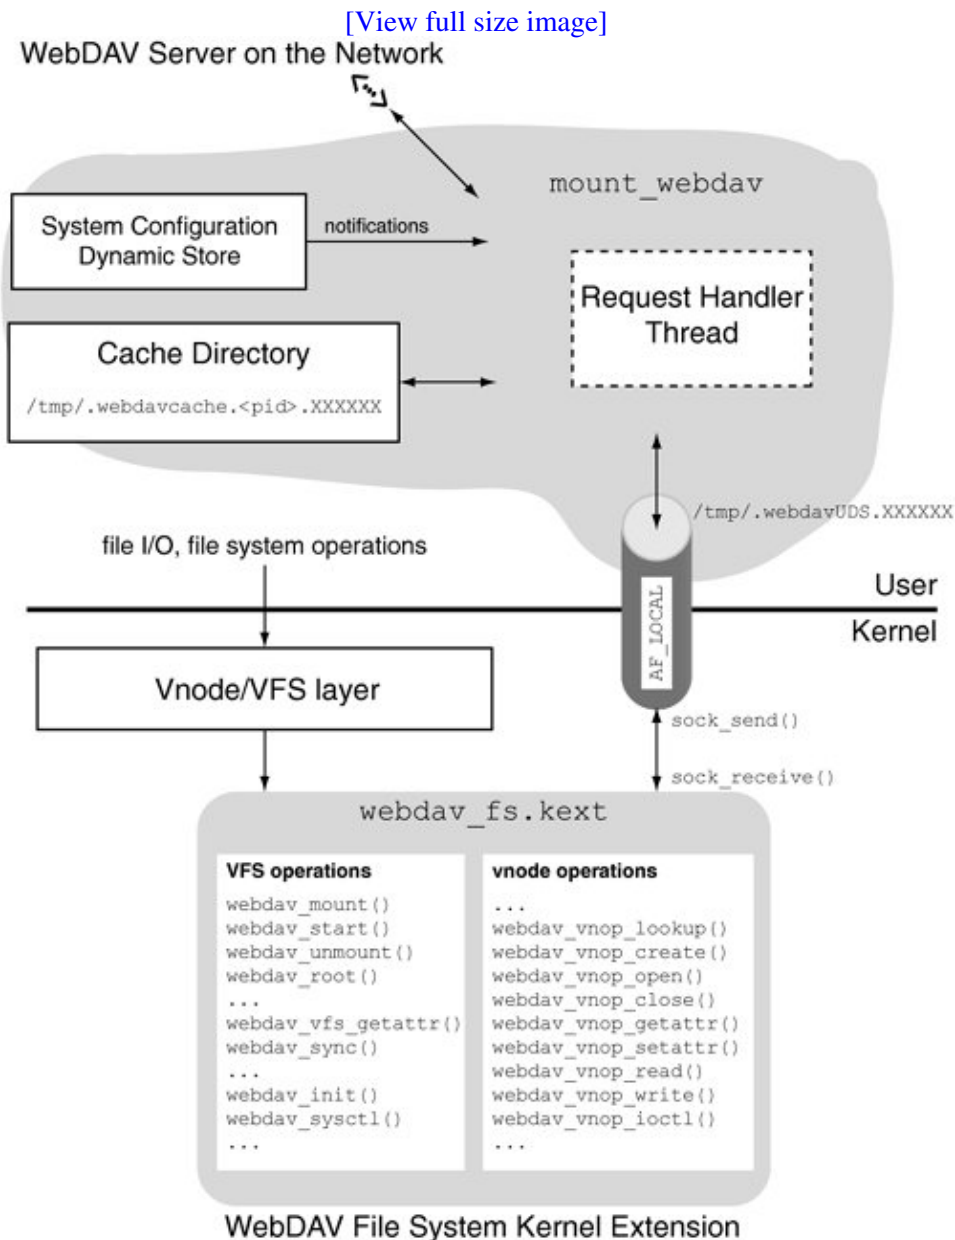 [View full size image]
WebDAV Server on the Network
mount_webdav
System Configuration
Dynamic Store
notifications
Request Handler
Thread
Cache Directory
/tmp/.webdavcache.<pid>.XXXXXX
/tmp/.webdavUDS.XXXXXX
file I/O, file system operations
User
Kernel
AF_LOCAL
Vnode/VFS layer
sock_send()
sock_receive()
webdav_fs.kext
VFS operations
webdav_mount()
webdav_start()
webdav_unmount()
webdav_root()
...
webdav_vfs_getattr()
webdav_sync()
...
webdav_init()
webdav_sysctl()
...
vnode operations
...
webdav_vnop_lookup()
webdav_vnop_create()
webdav_vnop_open()
webdav_vnop_close()
webdav_vnop_getattr()
webdav_vnop_setattr()
webdav_vnop_read()
webdav_vnop_write()
webdav_vnop_ioctl()
...
WebDAV File System Kernel Extension